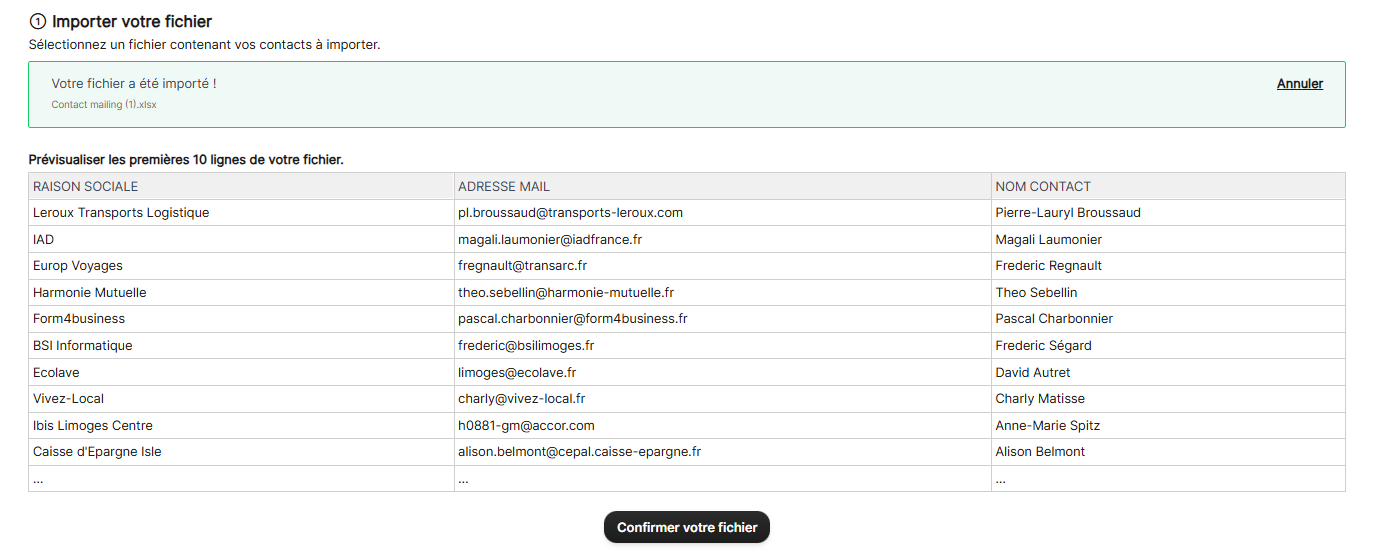 1 Importer votre fichier
Sélectionnez un fichier contenant vos contacts à importer.
Votre fichier a été importé !
Annuler
Contact mailing (1).xlsx
Prévisualiser les premières 10 lignes de votre fichier.
RAISON SOCIALE ADRESSE MAIL NOM CONTACT
Leroux Transports Logistique pl.broussaud@transports-leroux.com Pierre-Lauryl Broussaud
IAD magali.laumonier@iadfrance.fr Magali Laumonier
Europ Voyages fregnault@transarc.fr Frederic Regnault
Harmonie Mutuelle theo.sebellin@harmonie-mutuelle.fr Theo Sebellin
Form4business pascal.charbonnier@form4business.fr Pascal Charbonnier
BSI Informatique frederic@bsilimoges.fr Frederic Ségard
Ecolave limoges@ecolave.fr David Autret
Vivez-Local charly@vivez-local.fr Charly Matisse
Ibis Limoges Centre h0881-gm@accor.com Anne-Marie Spitz
Caisse d'Epargne Isle alison.belmont@cepal.caisse-epargne.fr Alison Belmont
... ... ...
Confirmer votre fichier